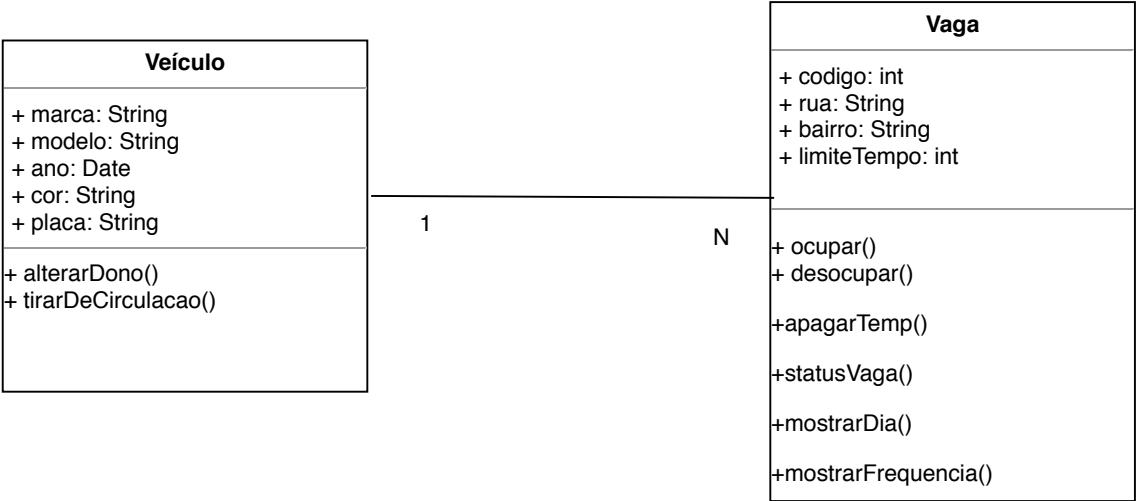 Veículo
+ marca: String
+ modelo: String
+ ano: Date
+ cor: String
+ placa: String
+ alterarDono()
+ tirarDeCirculacao()
1
N
Vaga
+ codigo: int
+ rua: String
+ bairro: String
+ limiteTempo: int
+ ocupar()
+ desocupar()
+apagarTemp()
+statusVaga()
+mostrarDia()
+mostrarFrequencia()